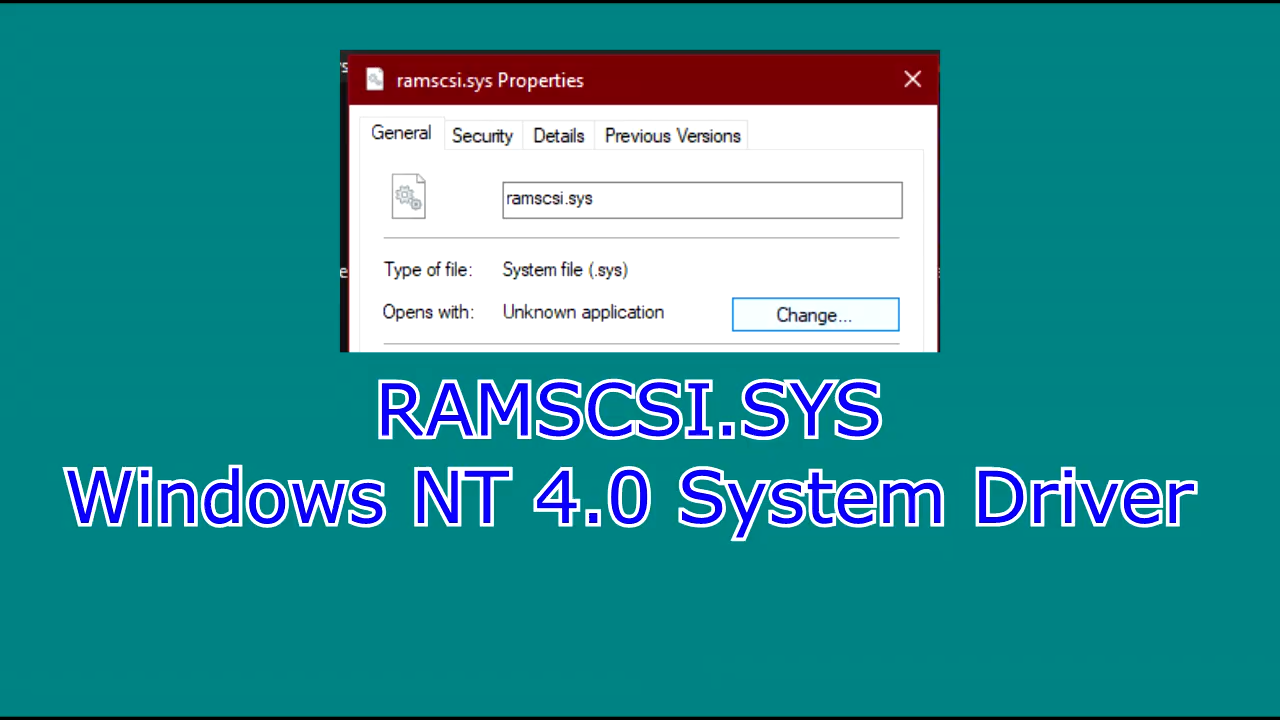 ramscsi.sys Properties
General Security Details Previous Versions
ramscsi.sys
Type of file: System file (.sys)
Opens with: Unknown application Change...
RAMSCSI.SYS
Windows NT 4.0 System Driver